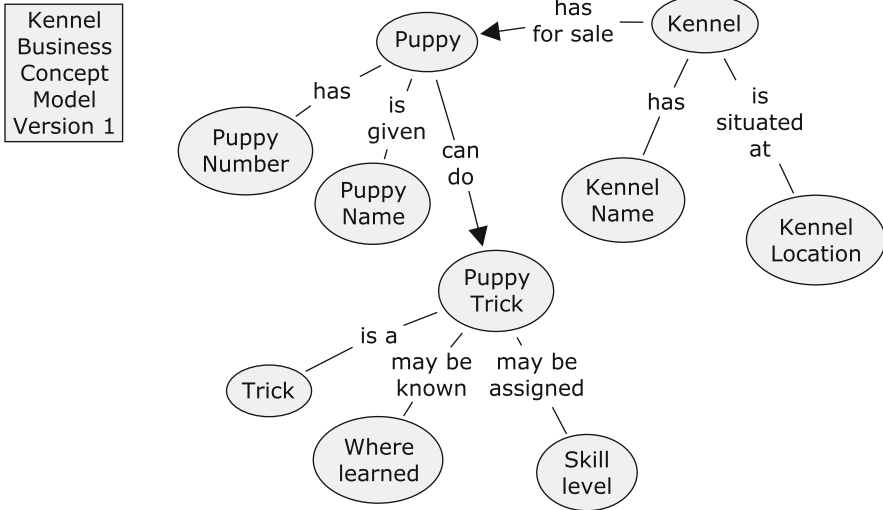 Kennel
Business
Concept
Model
Version 1
Puppy
has
for sale
Kennel
has
is
given
can
do
has
is
situated
at
Puppy
Number
Puppy
Name
Kennel
Name
Kennel
Location
Puppy
Trick
is a
may be
known
may be
assigned
Trick
Where
learned
Skill
level